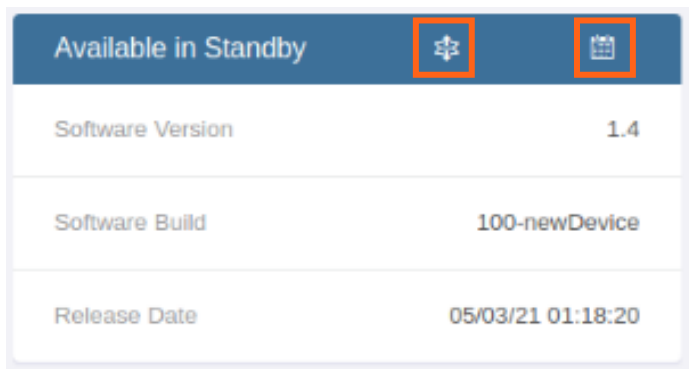 Available in Standby
Software Version 1.4
Software Build 100-newDevice
Release Date 05/03/21 01:18:20